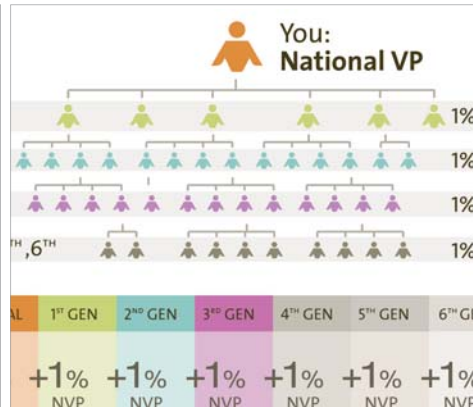 You:
National VP
1%
1%
1%
TH,6TH 1%
AL 1ST GEN 2ND GEN 3RD GEN 4TH GEN 5TH GEN 6TH GE
+1% +1% +1% +1% +1% +1%
NVP NVP NVP NVP NVP NVP